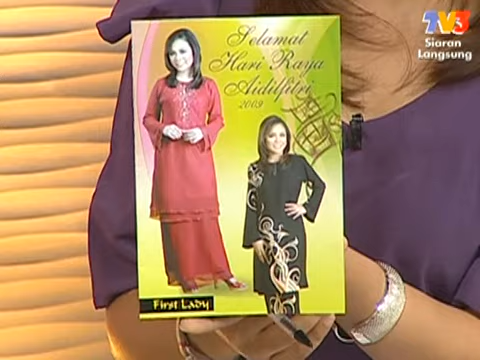 TV3
Siaran
Langsung
Selamat
Hari Raya
Aidilfitri
2009
First Lady